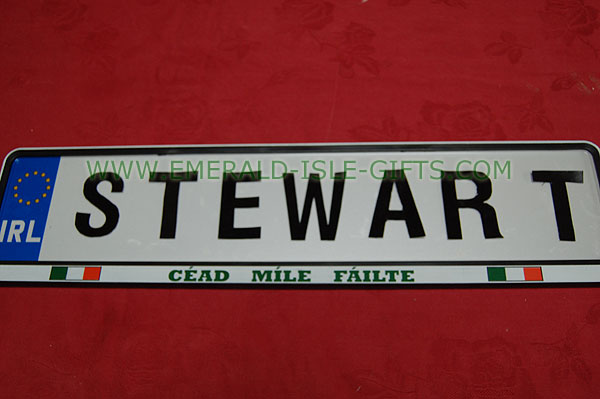 WWW.EMERALD-ISLE-GIFTS.COM
STEWART
IRL
CÉAD MÍLE FÁILTE